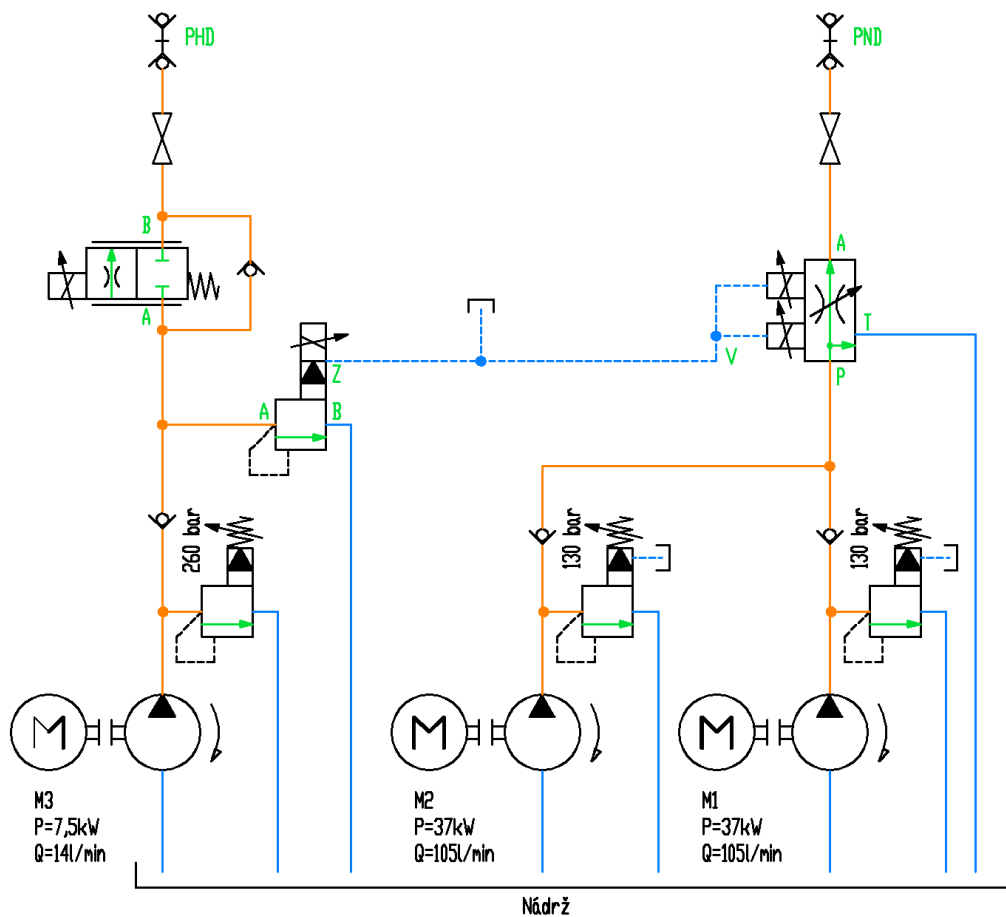 PHD
PND
B
A
A
Z
B
A
V
T
P
260 bar
130 bar
130 bar
M
M
M
M3
P=7,5kW
Q=14l/min
M2
P=37kW
Q=105l/min
M1
P=37kW
Q=105l/min
Nádrž